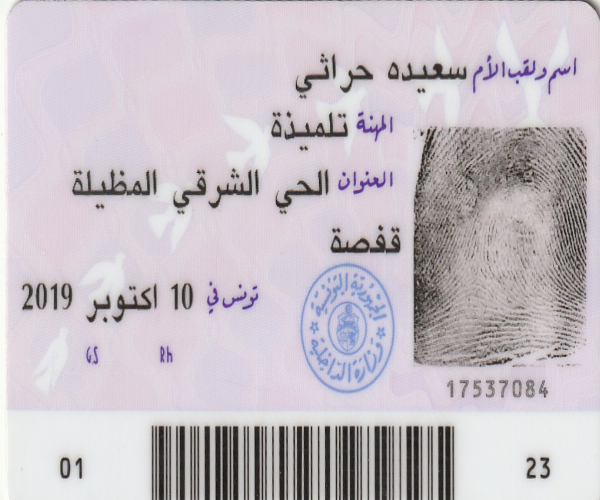 اسم ولقب الأم سعيده حراثي
المهنة تلميذة
العنوان الحي الشرقي المظيلة
قفصة
تونس في 10 اكتوبر 2019
GS Rh
الجمهورية التونسية
وزارة الداخلية
17537084
01 23